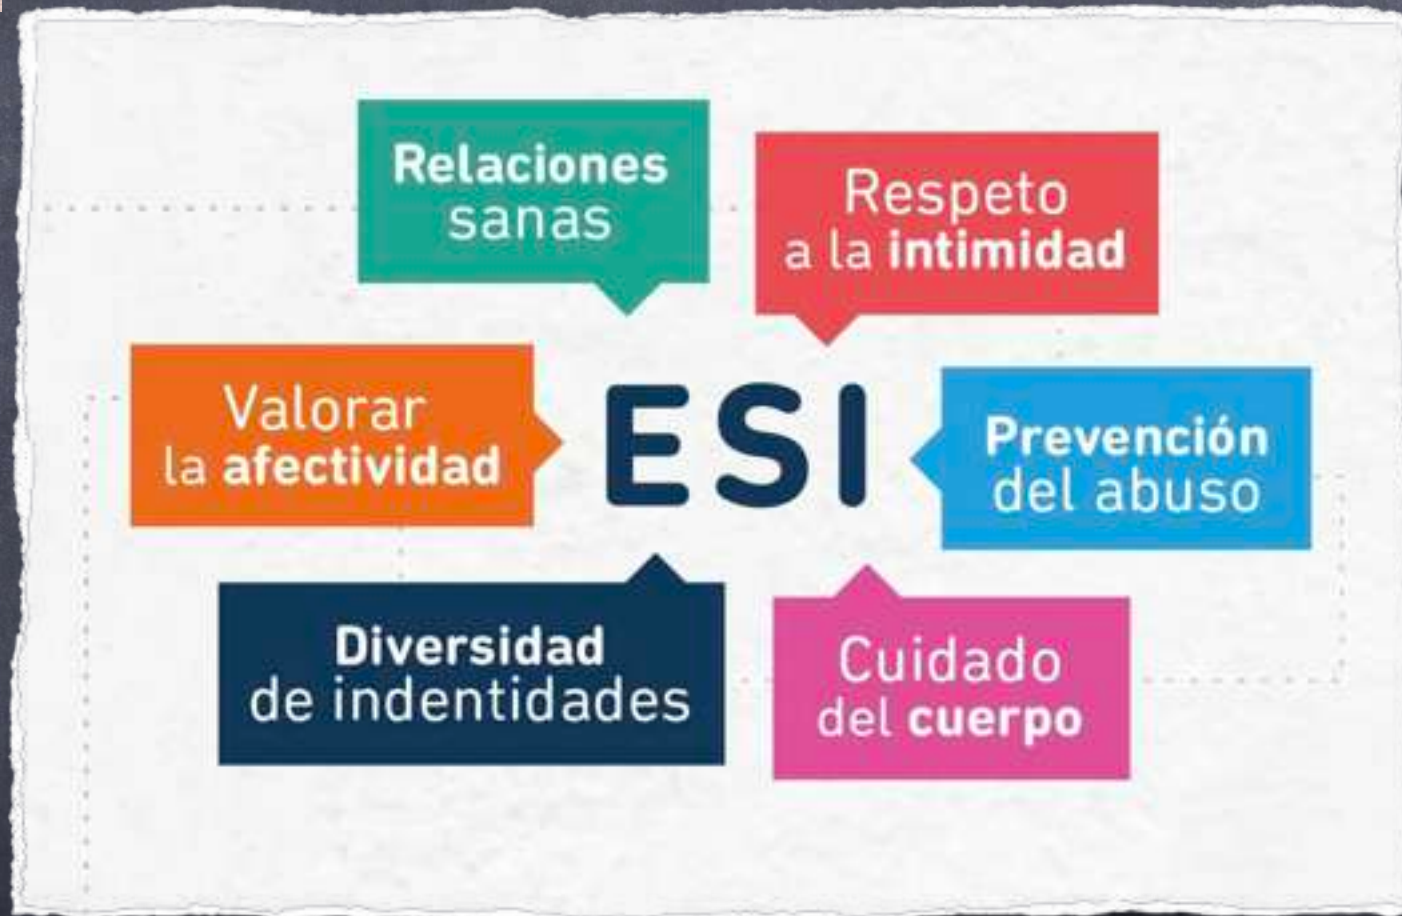 Relaciones
sanas
Respeto
a la intimidad
Valorar
la afectividad
ESI
Prevención
del abuso
Diversidad
de indentidades
Cuidado
del cuerpo